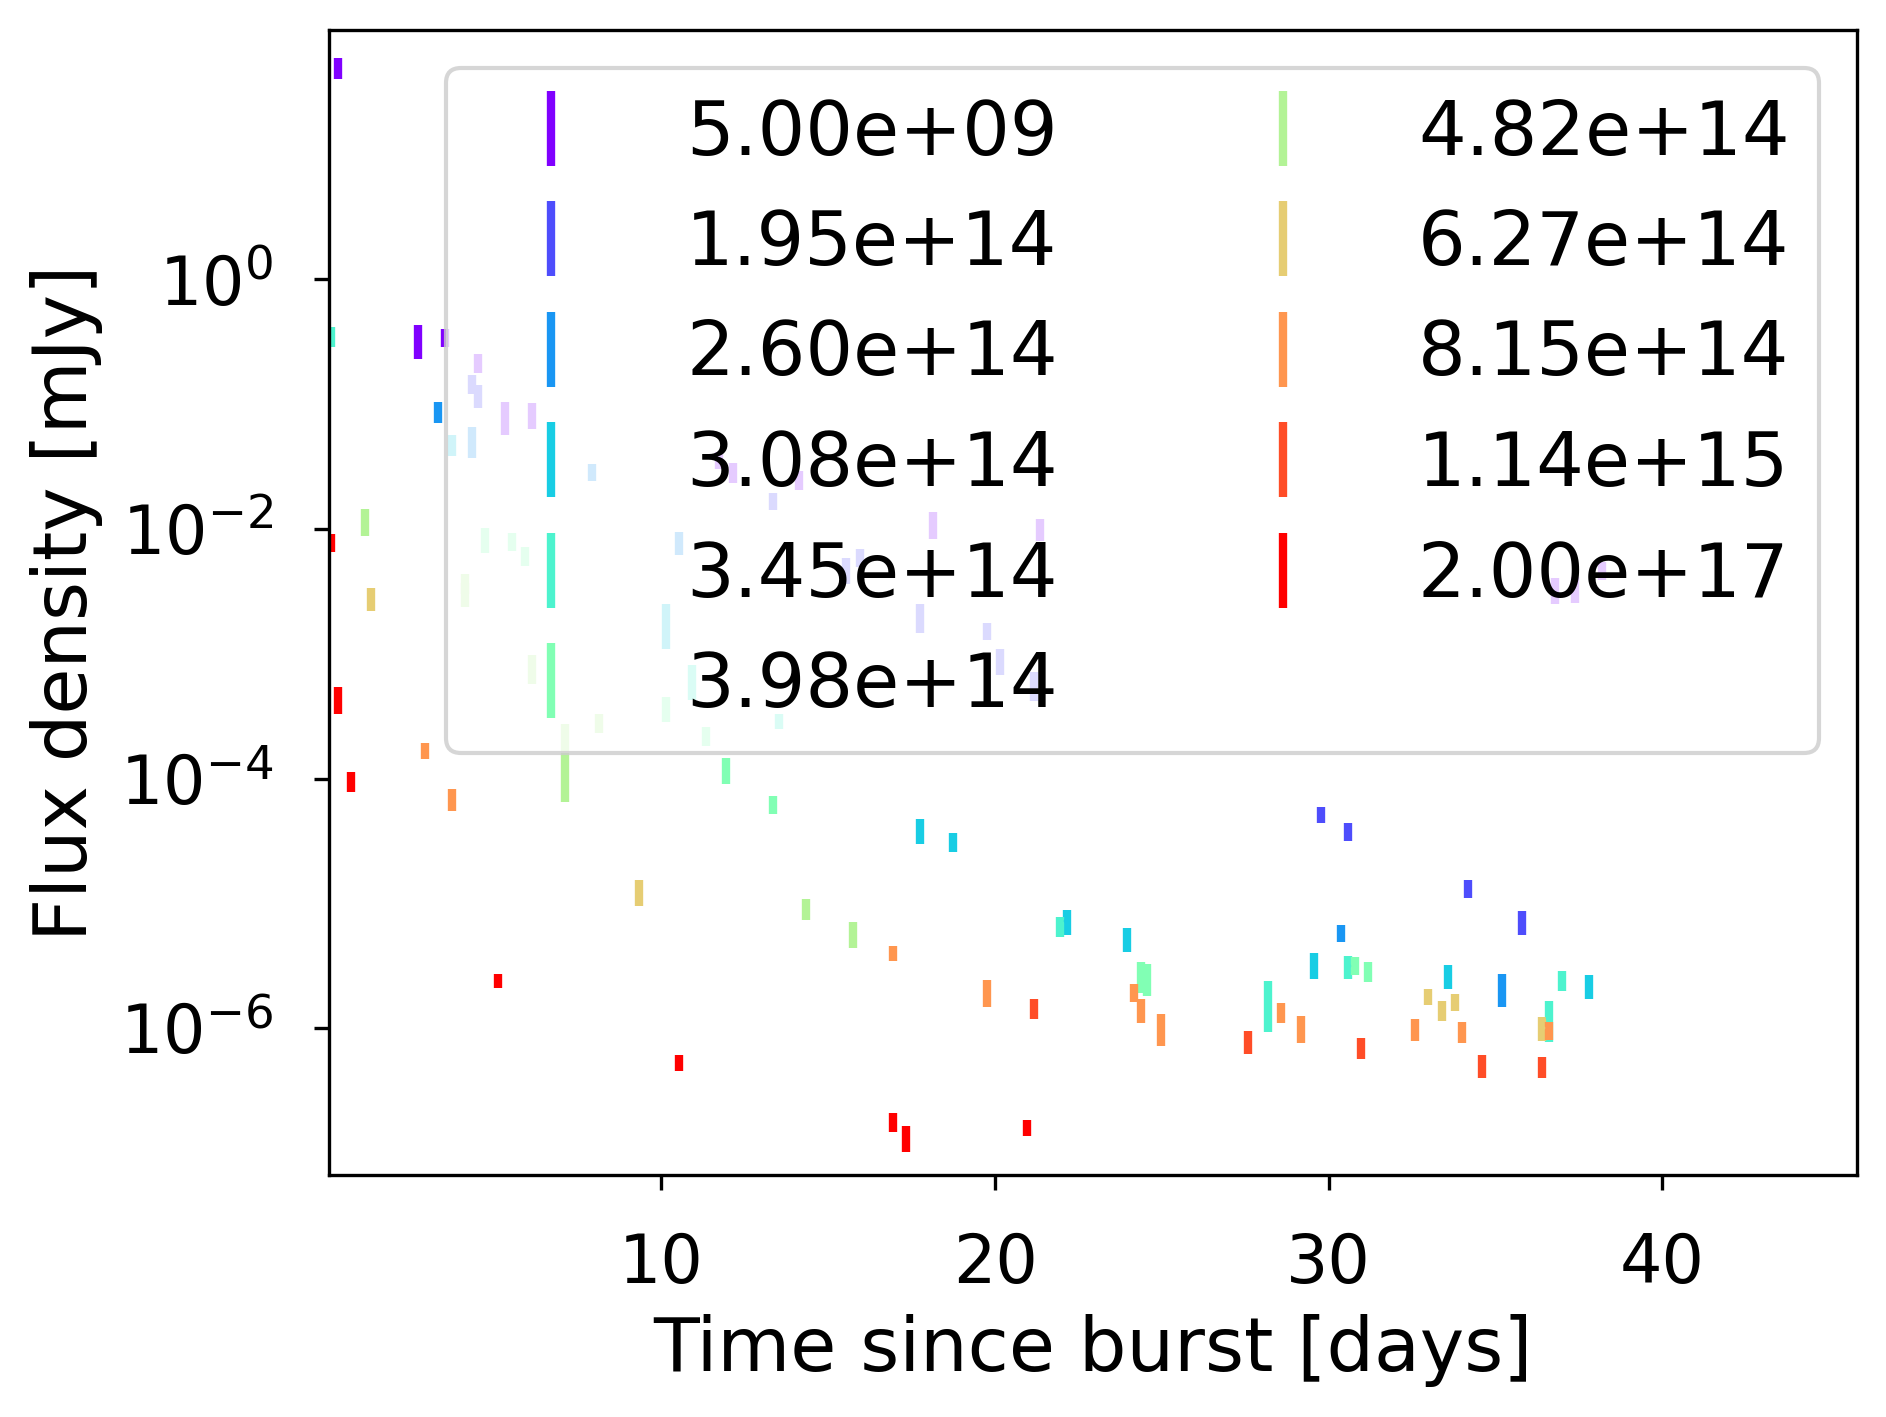 5.00e+09
1.95e+14
2.60e+14
3.08e+14
3.45e+14
3.98e+14
4.82e+14
6.27e+14
8.15e+14
1.14e+15
2.00e+17
Flux density [mJy]
10⁰
10⁻²
10⁻⁴
10⁻⁶
10 20 30 40
Time since burst [days]